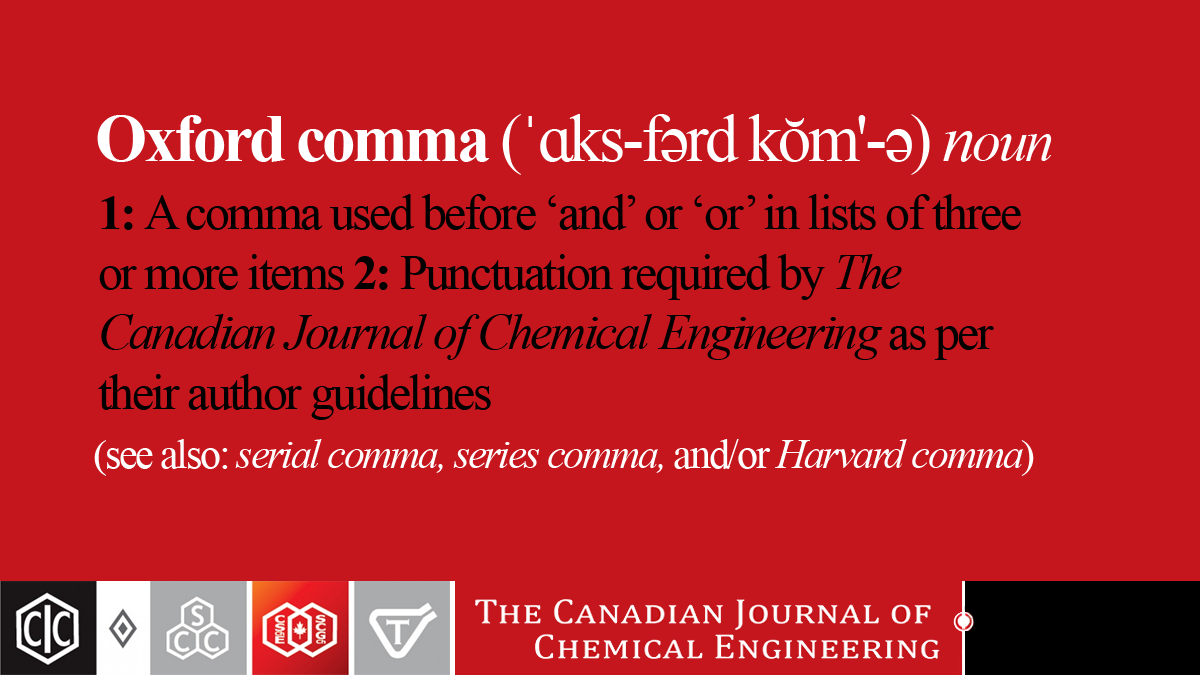 Oxford comma (ˈɑks-fərd kŏm'-ə) noun
1: A comma used before ‘and’ or ‘or’ in lists of three
or more items 2: Punctuation required by The
Canadian Journal of Chemical Engineering as per
their author guidelines
(see also: serial comma, series comma, and/or Harvard comma)
CIC
S
C C
CSChE SCGCh
T
The Canadian Journal of
Chemical Engineering